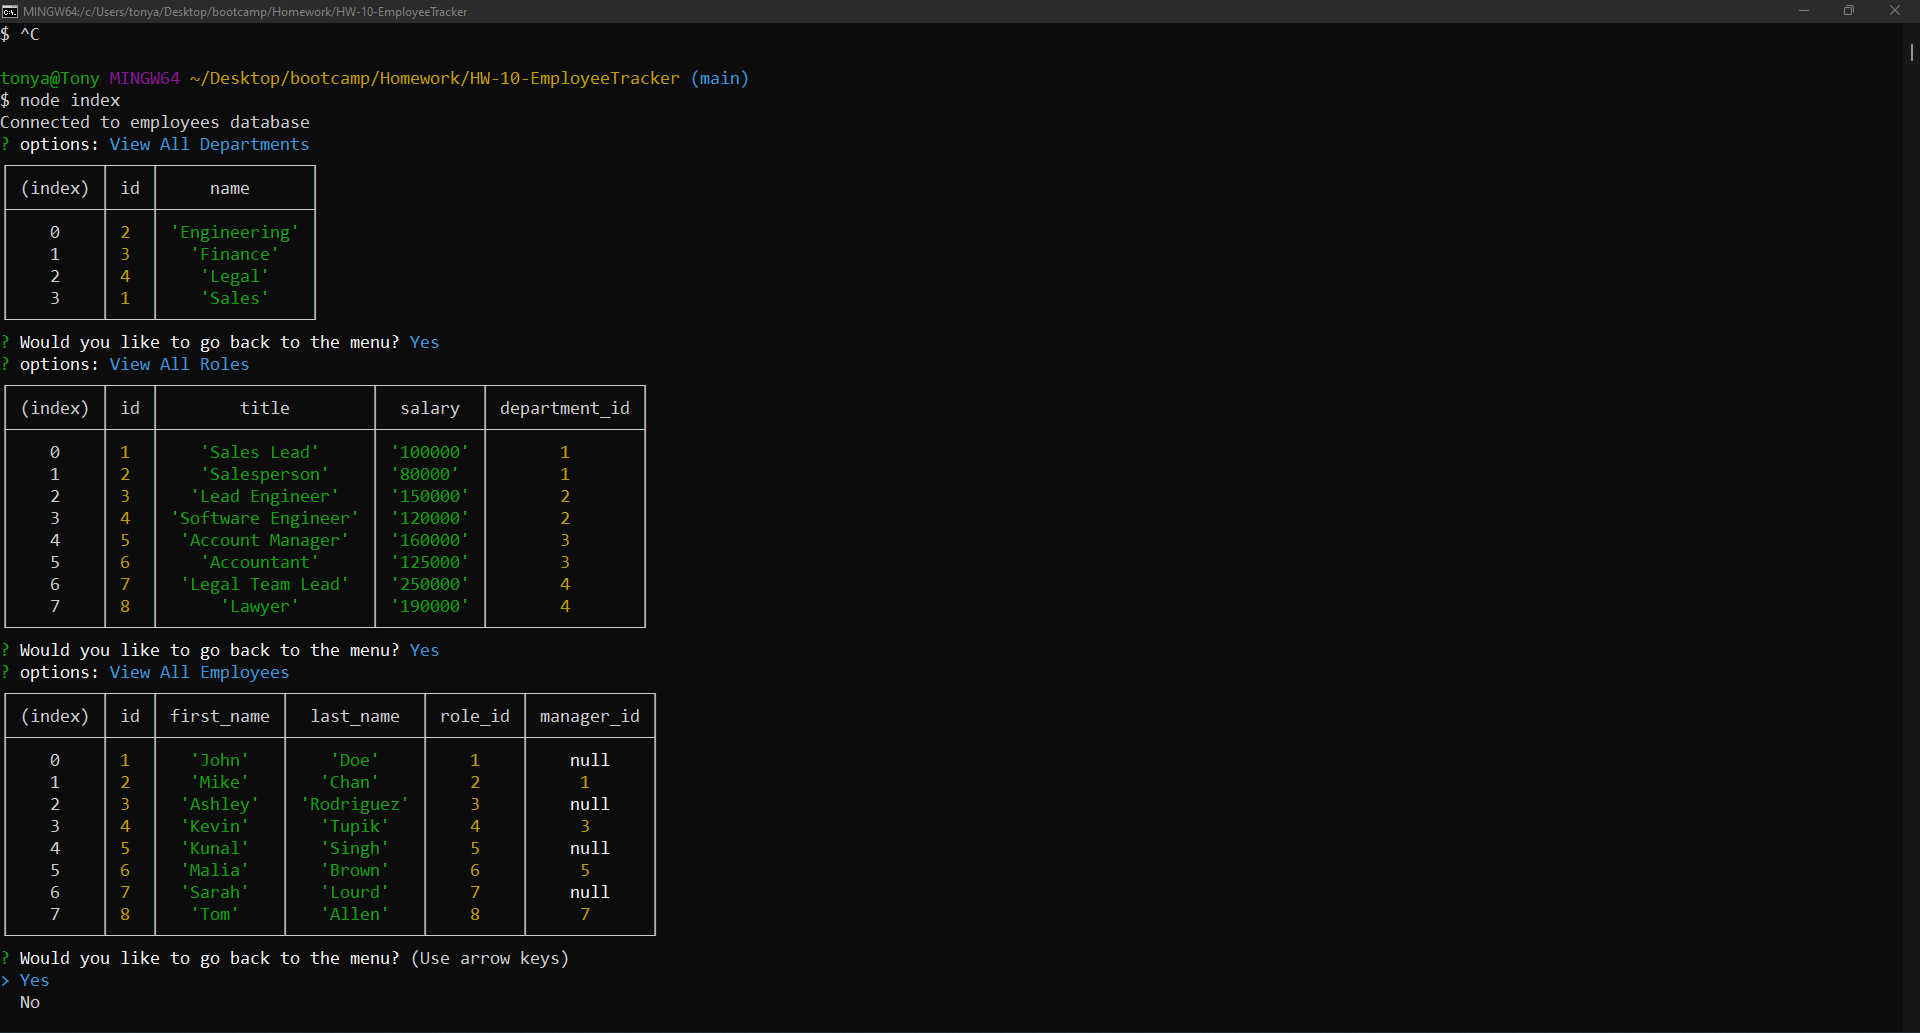 MINGW64:/c/Users/tonya/Desktop/bootcamp/Homework/HW-10-EmployeeTracker
$ ^C
tonya@Tony MINGW64 ~/Desktop/bootcamp/Homework/HW-10-EmployeeTracker (main)
$ node index
Connected to employees database
? options: View All Departments
(index) id name
0 2 'Engineering'
1 3 'Finance'
2 4 'Legal'
3 1 'Sales'
? Would you like to go back to the menu? Yes
? options: View All Roles
(index) id title salary department_id
0 1 'Sales Lead' '100000' 1
1 2 'Salesperson' '80000' 1
2 3 'Lead Engineer' '150000' 2
3 4 'Software Engineer' '120000' 2
4 5 'Account Manager' '160000' 3
5 6 'Accountant' '125000' 3
6 7 'Legal Team Lead' '250000' 4
7 8 'Lawyer' '190000' 4
? Would you like to go back to the menu? Yes
? options: View All Employees
(index) id first_name last_name role_id manager_id
0 1 'John' 'Doe' 1 null
1 2 'Mike' 'Chan' 2 1
2 3 'Ashley' 'Rodriguez' 3 null
3 4 'Kevin' 'Tupik' 4 3
4 5 'Kunal' 'Singh' 5 null
5 6 'Malia' 'Brown' 6 5
6 7 'Sarah' 'Lourd' 7 null
7 8 'Tom' 'Allen' 8 7
? Would you like to go back to the menu? (Use arrow keys)
> Yes
No